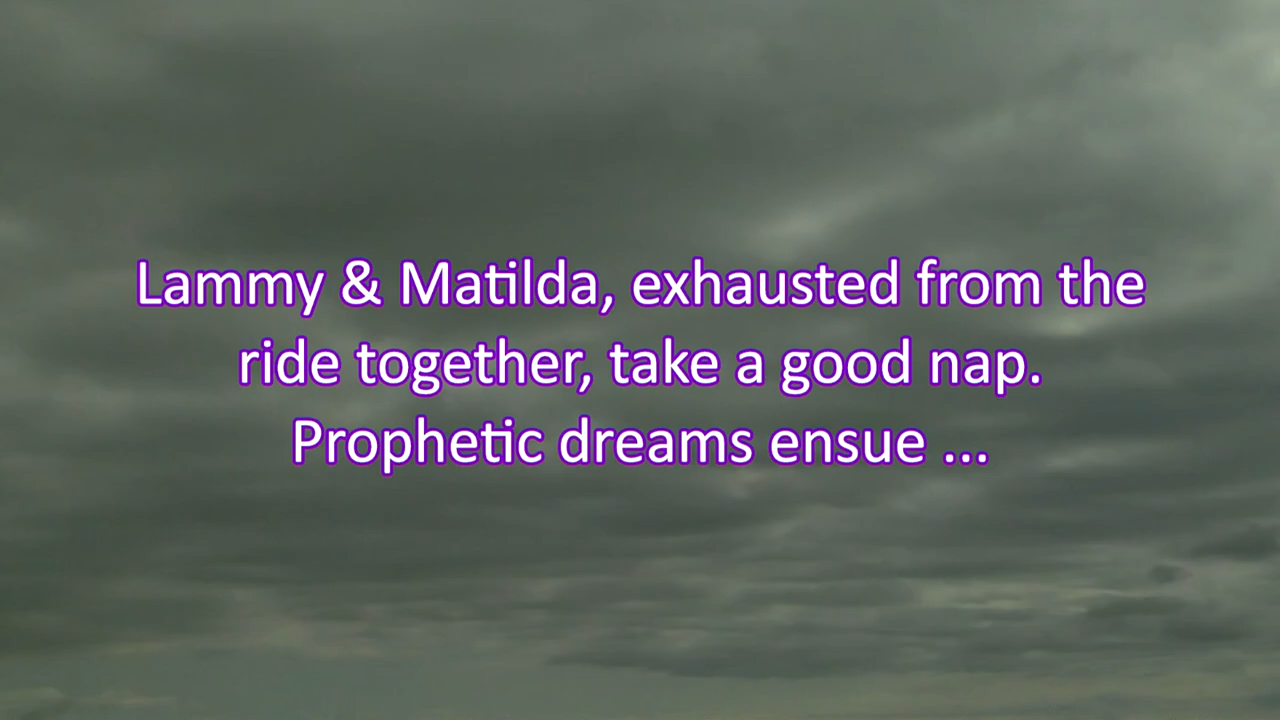 Lammy & Matilda, exhausted from the
ride together, take a good nap.
Prophetic dreams ensue ...